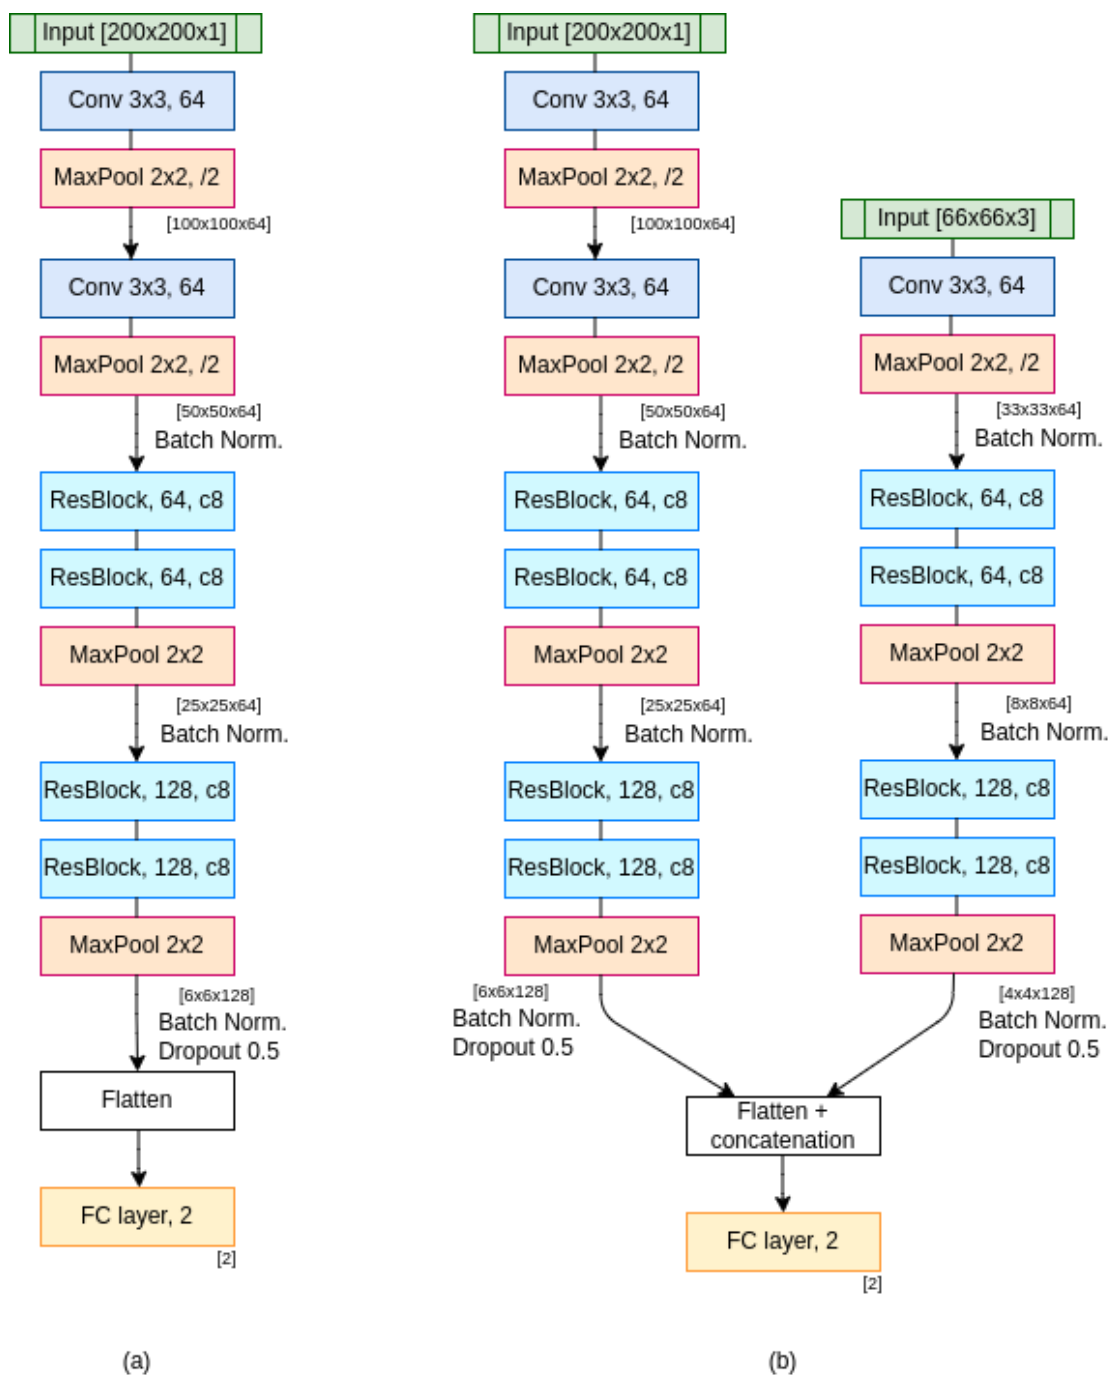 Input [200x200x1]
Conv 3x3, 64
MaxPool 2x2, /2
[100x100x64]
Conv 3x3, 64
MaxPool 2x2, /2
[50x50x64]
Batch Norm.
ResBlock, 64, c8
ResBlock, 64, c8
MaxPool 2x2
[25x25x64]
Batch Norm.
ResBlock, 128, c8
ResBlock, 128, c8
MaxPool 2x2
[6x6x128]
Batch Norm.
Dropout 0.5
Flatten
FC layer, 2
[2]
(a)
Input [200x200x1]
Conv 3x3, 64
MaxPool 2x2, /2
[100x100x64]
Conv 3x3, 64
MaxPool 2x2, /2
[50x50x64]
Batch Norm.
ResBlock, 64, c8
ResBlock, 64, c8
MaxPool 2x2
[25x25x64]
Batch Norm.
ResBlock, 128, c8
ResBlock, 128, c8
MaxPool 2x2
[6x6x128]
Batch Norm.
Dropout 0.5
Input [66x66x3]
Conv 3x3, 64
MaxPool 2x2, /2
[33x33x64]
Batch Norm.
ResBlock, 64, c8
ResBlock, 64, c8
MaxPool 2x2
[8x8x64]
Batch Norm.
ResBlock, 128, c8
ResBlock, 128, c8
MaxPool 2x2
[4x4x128]
Batch Norm.
Dropout 0.5
Flatten +
concatenation
FC layer, 2
[2]
(b)